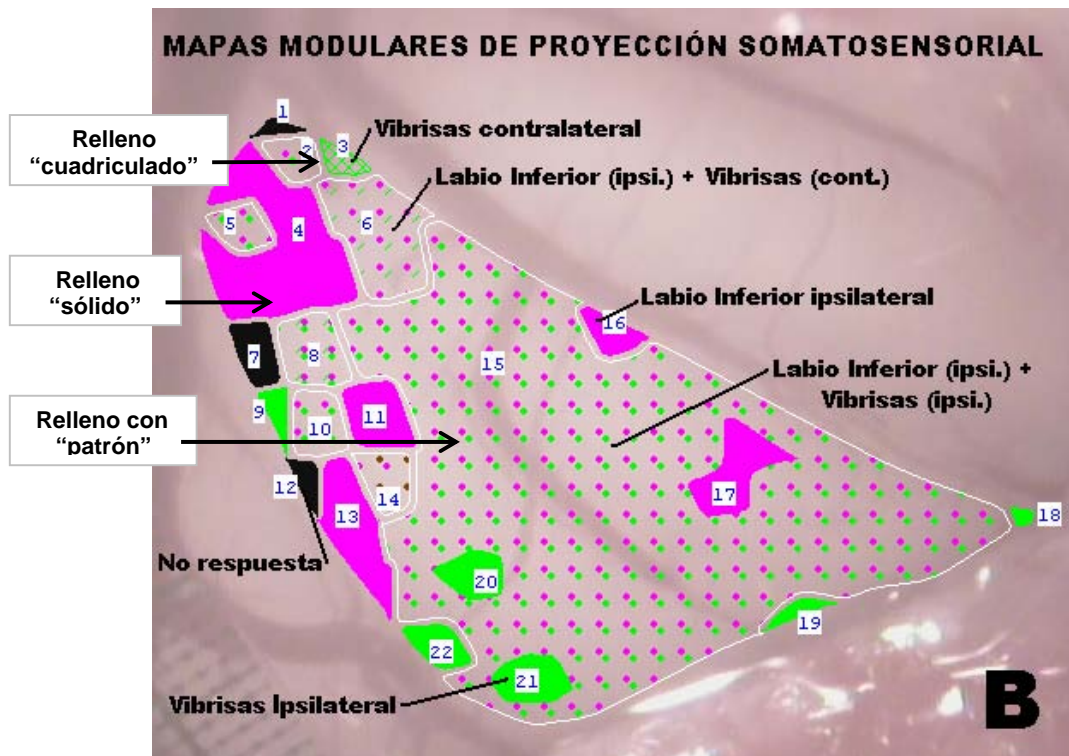 MAPAS MODULARES DE PROYECCIÓN SOMATOSENSORIAL
1
Relleno
“cuadriculado”
2
3
Vibrisas contralateral
Labio Inferior (ipsi.) + Vibrisas (cont.)
5
4
6
Relleno
“sólido”
Labio Inferior ipsilateral
16
7
8
15
Labio Inferior (ipsi.) +
Vibrisas (ipsi.)
9
10
11
Relleno con
“patrón”
12
13
14
17
18
No respuesta
20
19
22
21
Vibrisas Ipsilateral
B